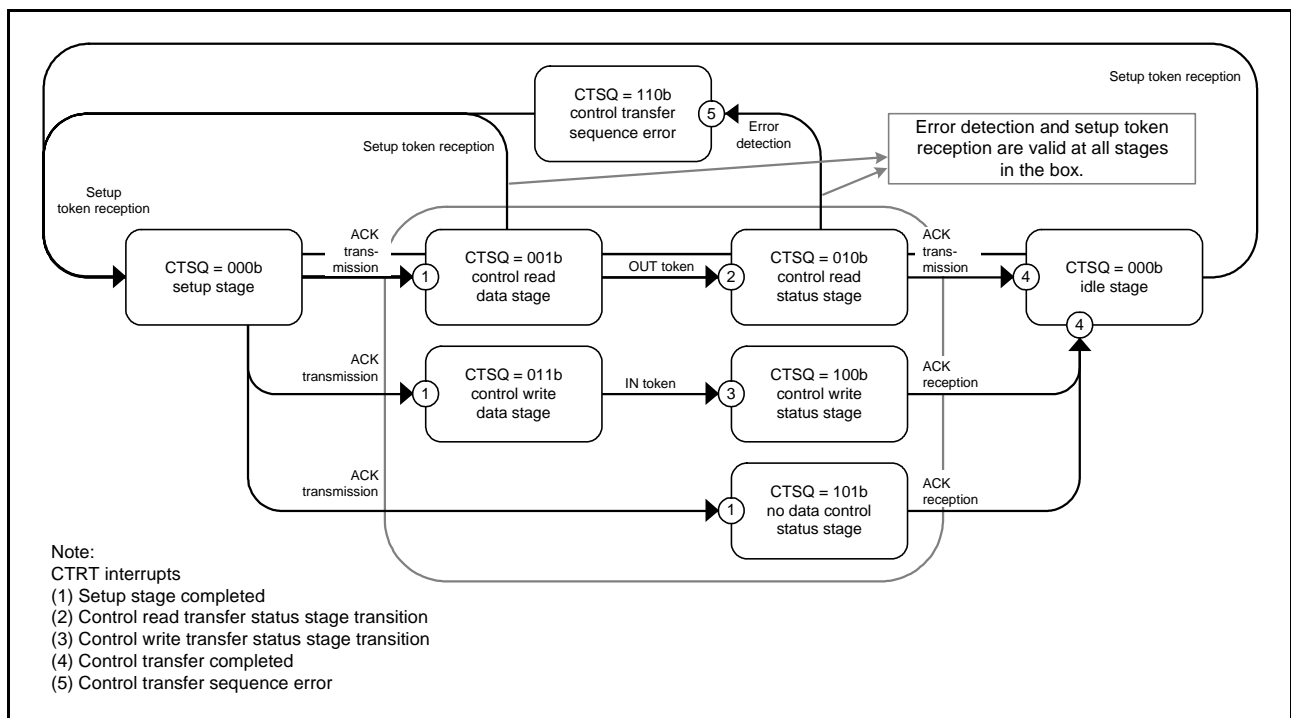 Setup token reception
CTSQ = 110b
control transfer
sequence error
5
Error
detection
Setup token reception
Error detection and setup token
reception are valid at all stages
in the box.
Setup
token reception
CTSQ = 000b
setup stage
ACK
trans-
mission
1
CTSQ = 001b
control read
data stage
OUT token
2
CTSQ = 010b
control read
status stage
ACK
trans-
mission
4
CTSQ = 000b
idle stage
4
ACK
transmission
1
CTSQ = 011b
control write
data stage
IN token
3
CTSQ = 100b
control write
status stage
ACK
reception
ACK
transmission
1
CTSQ = 101b
no data control
status stage
ACK
reception
Note:
CTRT interrupts
(1) Setup stage completed
(2) Control read transfer status stage transition
(3) Control write transfer status stage transition
(4) Control transfer completed
(5) Control transfer sequence error